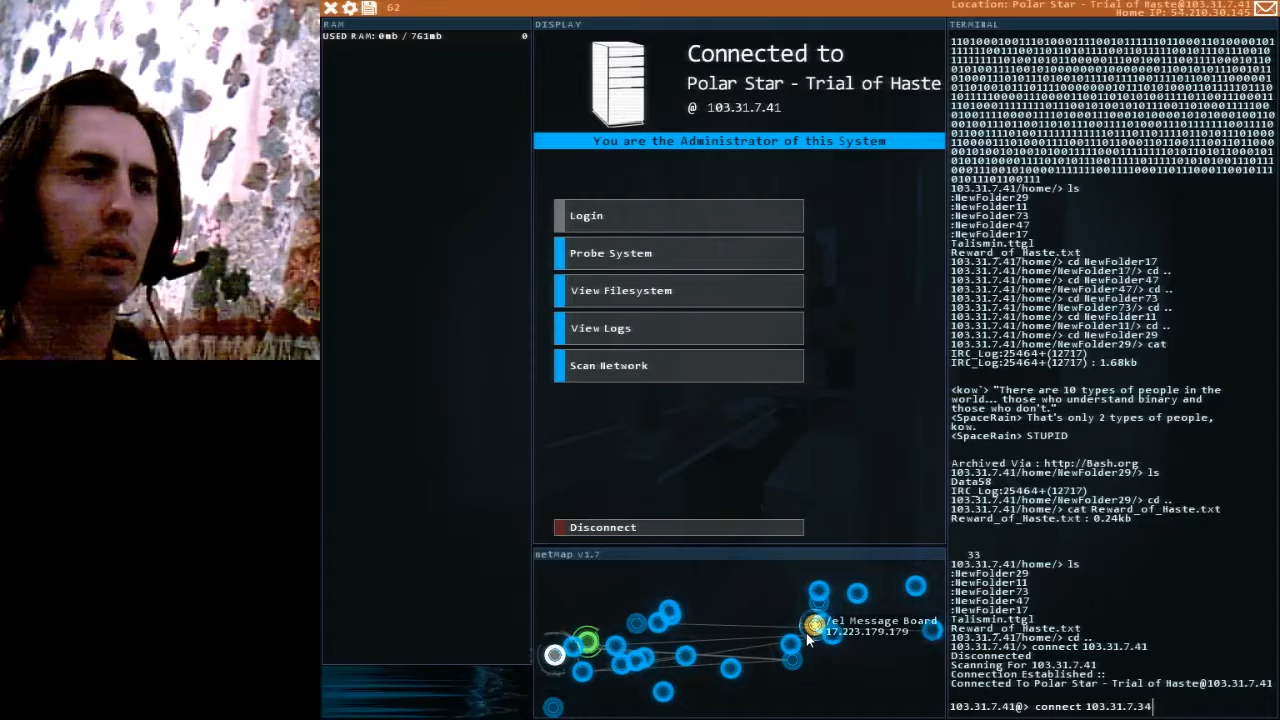 62
Location: Polar Star - Trial of Haste@103.31.7.41
Home IP: 54.210.30.145
RAM
USED RAM: 0mb / 761mb
0
DISPLAY
Connected to
Polar Star - Trial of Haste
@ 103.31.7.41
You are the Administrator of this System
Login
Probe System
View Filesystem
View Logs
Scan Network
Disconnect
netMap v1.7
/el Message Board
17.223.179.179
TERMINAL
103.31.7.41/home/> ls
:NewFolder29
:NewFolder11
:NewFolder73
:NewFolder47
:NewFolder17
Talismin.ttgl
Reward_of_Haste.txt
103.31.7.41/home/> cd NewFolder17
103.31.7.41/home/NewFolder17/> cd ..
103.31.7.41/home/> cd NewFolder47
103.31.7.41/home/NewFolder47/> cd ..
103.31.7.41/home/> cd NewFolder73
103.31.7.41/home/NewFolder73/> cd ..
103.31.7.41/home/> cd NewFolder11
103.31.7.41/home/NewFolder11/> cd ..
103.31.7.41/home/> cd NewFolder29
103.31.7.41/home/NewFolder29/> cat
IRC_Log:25464+(12717)
IRC_Log:25464+(12717) : 1.68kb
<kow`> "There are 10 types of people in the
world... those who understand binary and
those who don't."
<SpaceRain> That's only 2 types of people,
kow.
<SpaceRain> STUPID
Archived Via : http://Bash.org
103.31.7.41/home/NewFolder29/> ls
Data58
IRC_Log:25464+(12717)
103.31.7.41/home/NewFolder29/> cd ..
103.31.7.41/home/> cat Reward_of_Haste.txt
Reward_of_Haste.txt : 0.24kb
33
103.31.7.41/home/> ls
:NewFolder29
:NewFolder11
:NewFolder73
:NewFolder47
:NewFolder17
Talismin.ttgl
Reward_of_Haste.txt
103.31.7.41/home/> cd ..
103.31.7.41/> connect 103.31.7.41
Disconnected
Scanning For 103.31.7.41
Connection Established ::
Connected To Polar Star - Trial of Haste@103.31.7.41
103.31.7.41@> connect 103.31.7.34